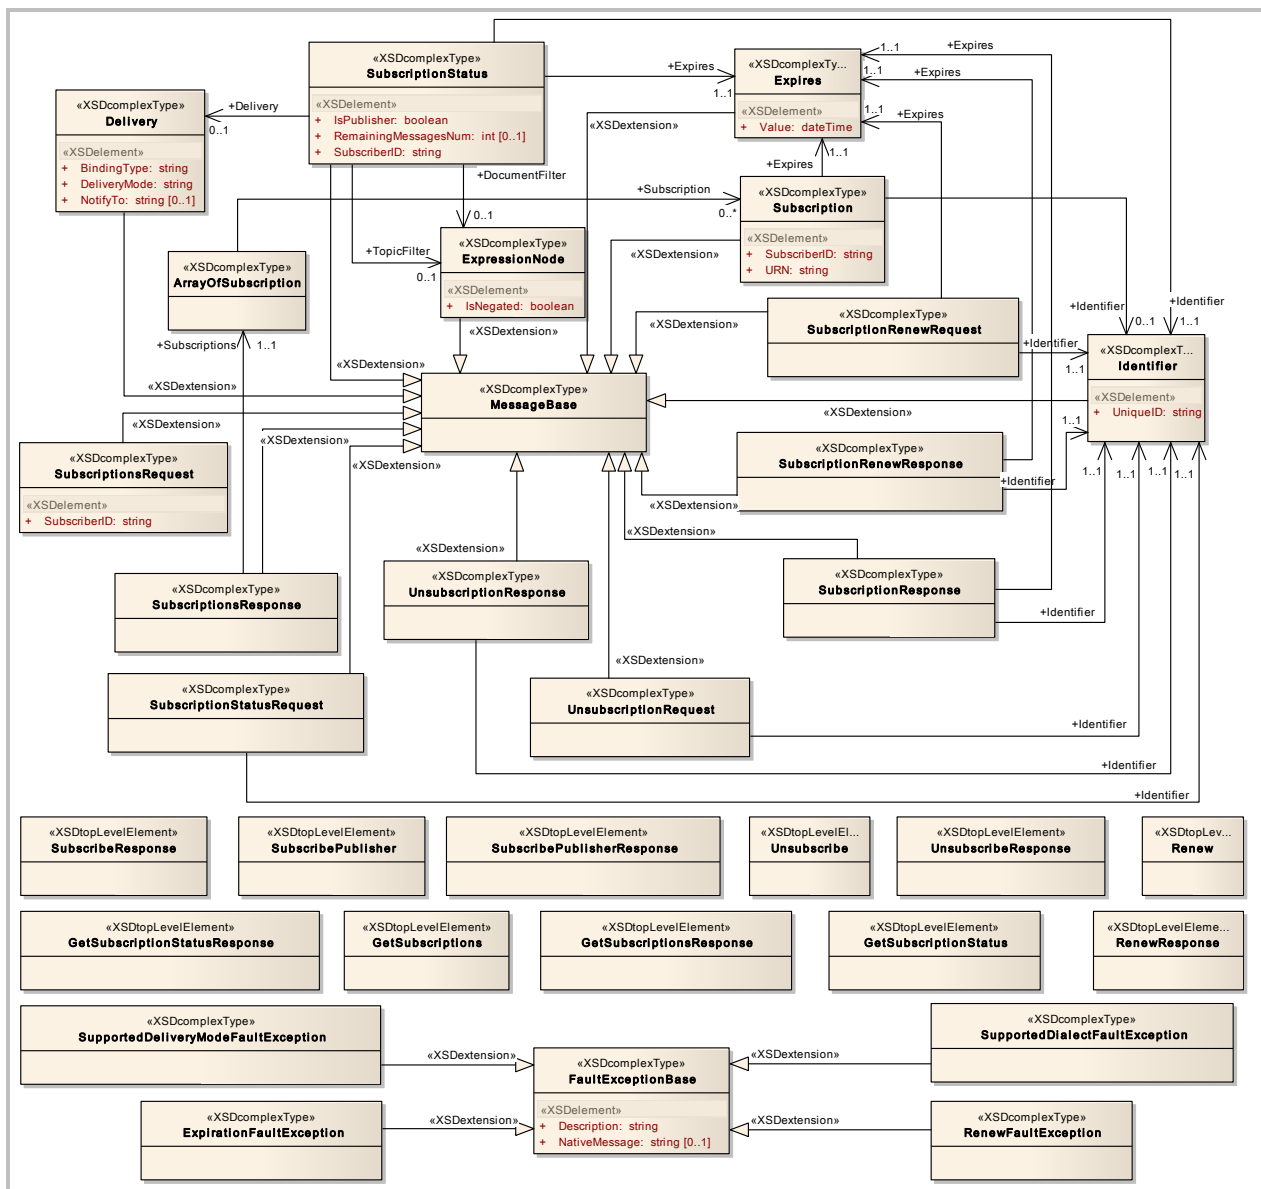 «XSDcomplexType»
SubscriptionStatus
«XSDelement»
+ IsPublisher: boolean
+ RemainingMessagesNum: int [0..1]
+ SubscriberID: string
+Expires
1..1
«XSDcomplexTy...
Expires
«XSDelement»
+ Value: dateTime
1..1
+Expires
1..1
+Expires
1..1
+Expires
«XSDcomplexType»
Delivery
«XSDelement»
+ BindingType: string
+ DeliveryMode: string
+ NotifyTo: string [0..1]
+Delivery
0..1
«XSDextension»
+Expires
1..1
+DocumentFilter
0..1
+Subscription
0..*
«XSDcomplexType»
Subscription
«XSDelement»
+ SubscriberID: string
+ URN: string
«XSDcomplexType»
ArrayOfSubscription
+TopicFilter
0..1
«XSDcomplexType»
ExpressionNode
«XSDelement»
+ IsNegated: boolean
«XSDextension»
+Identifier
0..1
+Identifier
1..1
«XSDcomplexType»
SubscriptionRenewRequest
«XSDextension»
«XSDextension»
+Identifier
1..1
«XSDcomplexT...
Identifier
«XSDelement»
+ UniqueID: string
+Subscriptions
1..1
«XSDextension»
«XSDextension»
«XSDcomplexType»
MessageBase
«XSDextension»
«XSDextension»
«XSDextension»
«XSDextension»
«XSDcomplexType»
SubscriptionsRequest
«XSDelement»
+ SubscriberID: string
«XSDcomplexType»
SubscriptionRenewResponse
1..1
+Identifier
«XSDextension»
1..1
1..1
1..1
1..1
«XSDextension»
«XSDextension»
«XSDcomplexType»
SubscriptionsResponse
«XSDcomplexType»
UnsubscriptionResponse
«XSDcomplexType»
SubscriptionResponse
+Identifier
«XSDextension»
«XSDcomplexType»
SubscriptionStatusRequest
«XSDcomplexType»
UnsubscriptionRequest
+Identifier
+Identifier
+Identifier
«XSDtopLevelElement»
SubscribeResponse
«XSDtopLevelElement»
SubscribePublisher
«XSDtopLevelElement»
SubscribePublisherResponse
«XSDtopLevelEl...
Unsubscribe
«XSDtopLevelElement»
UnsubscribeResponse
«XSDtopLev...
Renew
«XSDtopLevelElement»
GetSubscriptionStatusResponse
«XSDtopLevelElement»
GetSubscriptions
«XSDtopLevelElement»
GetSubscriptionsResponse
«XSDtopLevelElement»
GetSubscriptionStatus
«XSDtopLevelEleme...
RenewResponse
«XSDcomplexType»
SupportedDeliveryModeFaultException
«XSDextension»
«XSDcomplexType»
FaultExceptionBase
«XSDelement»
+ Description: string
+ NativeMessage: string [0..1]
«XSDextension»
«XSDcomplexType»
SupportedDialectFaultException
«XSDcomplexType»
ExpirationFaultException
«XSDextension»
«XSDextension»
«XSDcomplexType»
RenewFaultException